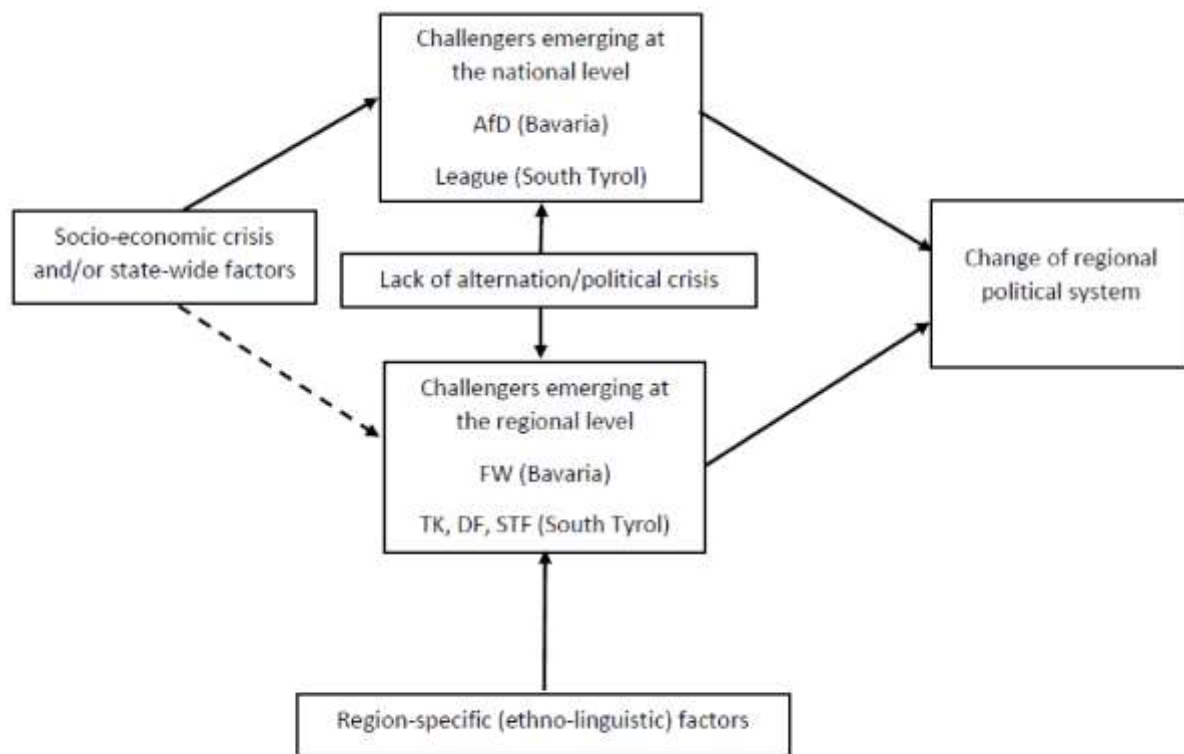 Challengers emerging at
the national level
AfD (Bavaria)
League (South Tyrol)
Socio-economic crisis
and/or state-wide factors
Lack of alternation/political crisis
Change of regional
political system
Challengers emerging at
the regional level
FW (Bavaria)
TK, DF, STF (South Tyrol)
Region-specific (ethno-linguistic) factors